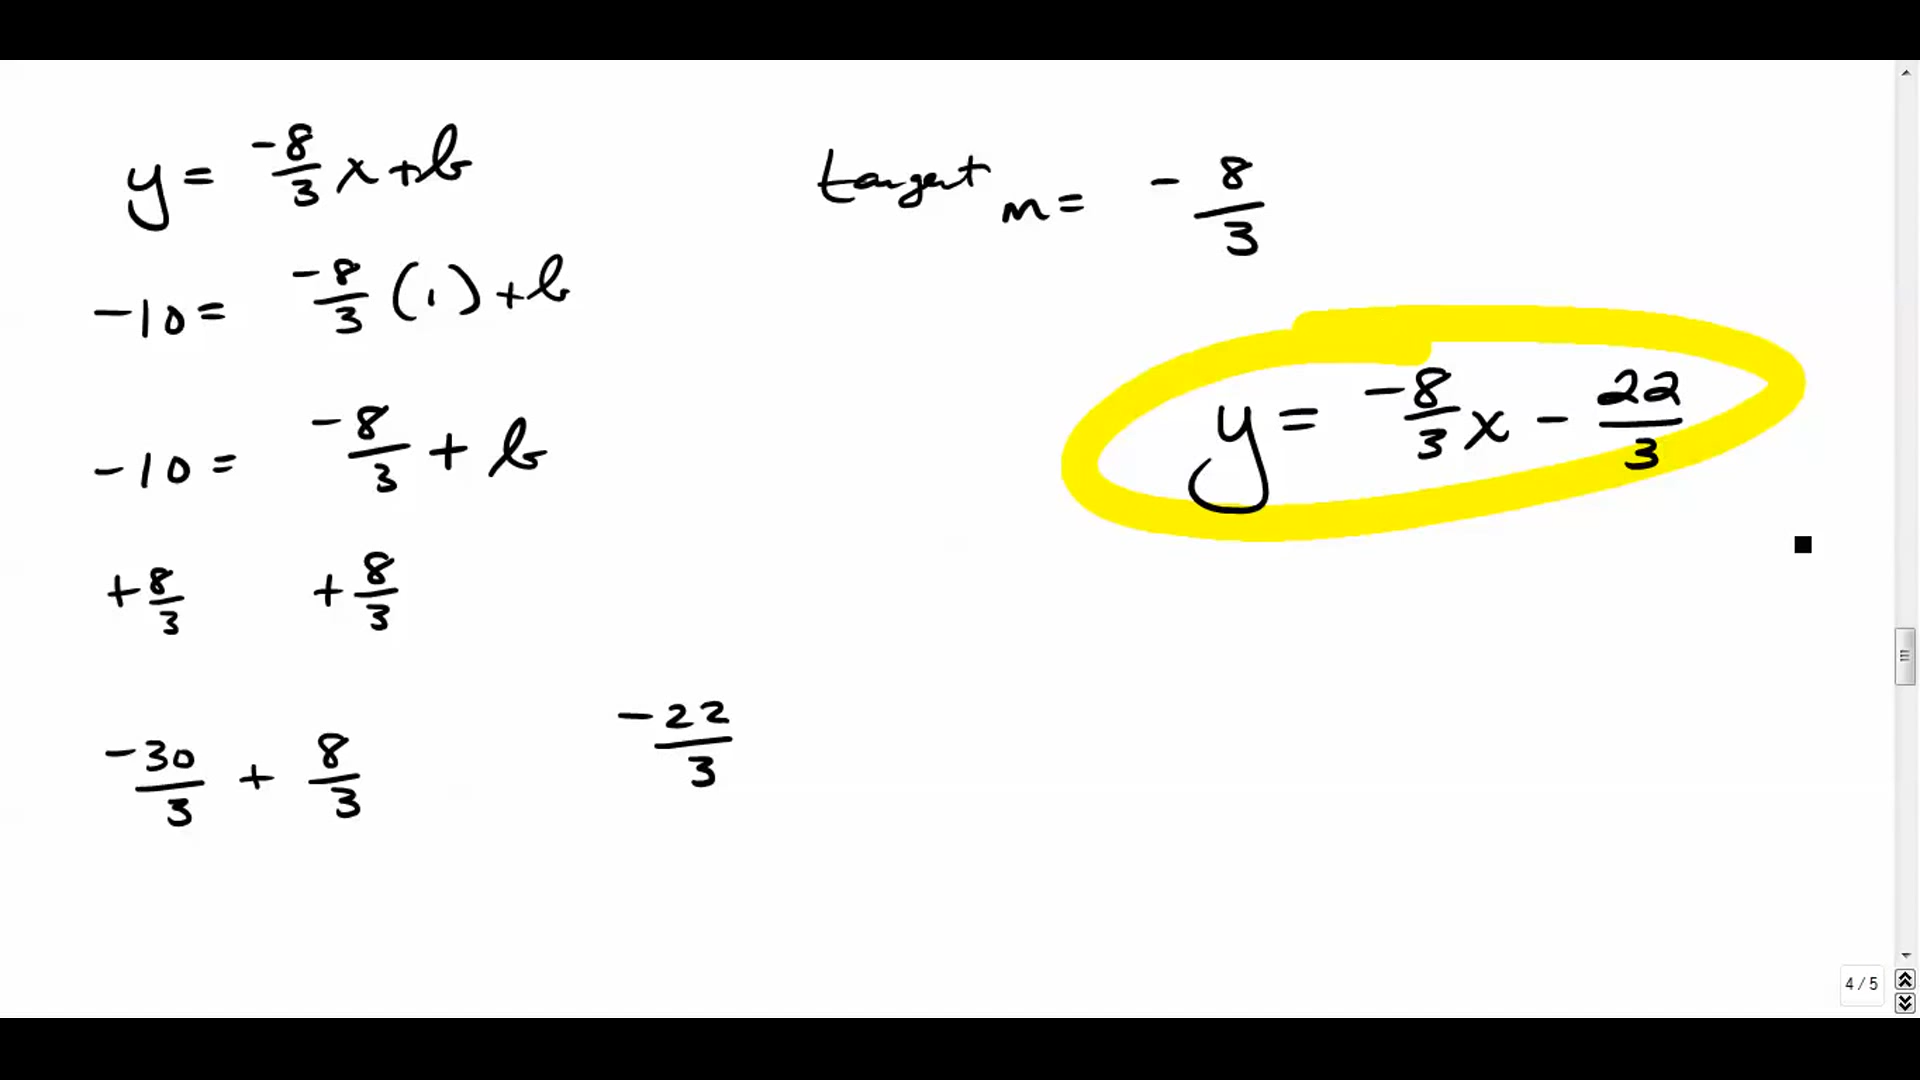 y = -8/3 x + b
-10 = -8/3 (1) + b
-10 = -8/3 + b
+8/3 +8/3
-30/3 + 8/3 -22/3
tangent m = -8/3
y = -8/3 x - 22/3
4 / 5